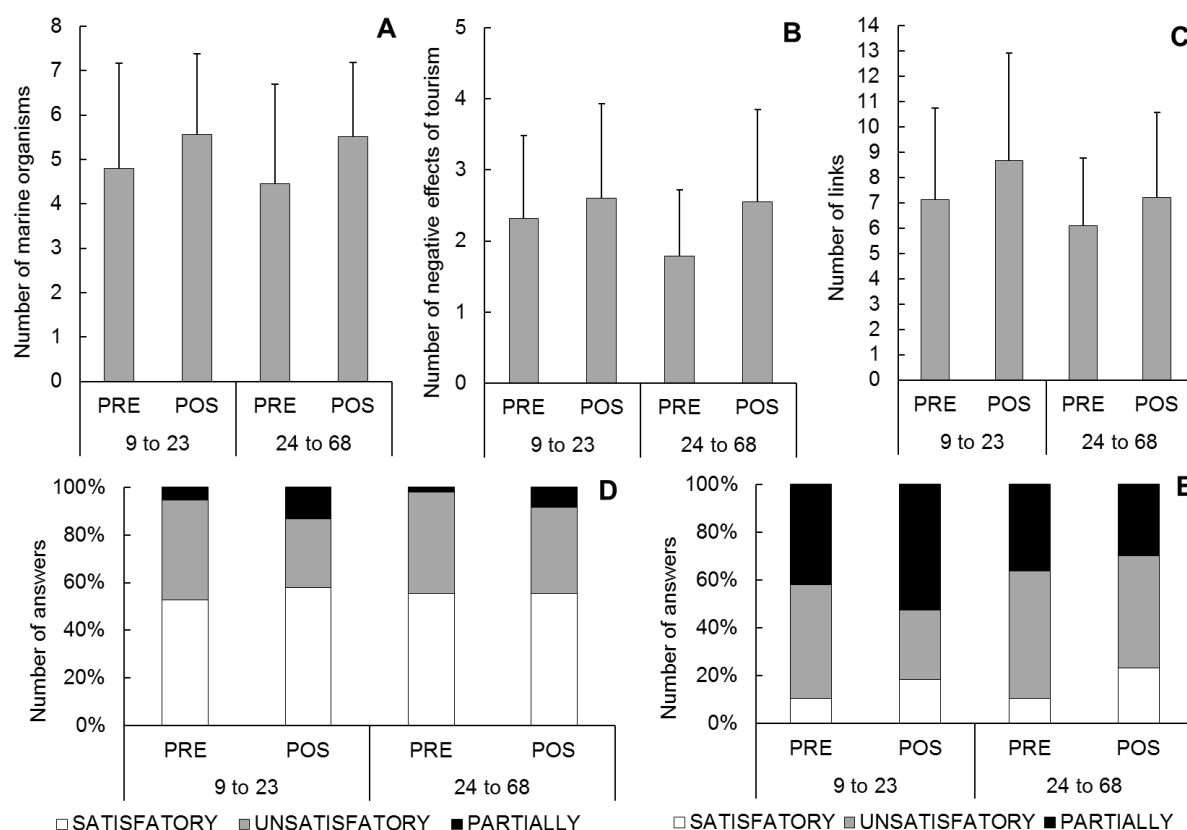 A
Number of marine organisms
8
7
6
5
4
3
2
1
0
PRE POS PRE POS
9 to 23 24 to 68
B
Number of negative effects of tourism
5
4
3
2
1
0
PRE POS PRE POS
9 to 23 24 to 68
C
Number of links
14
13
12
11
10
9
8
7
6
5
4
3
2
1
0
PRE POS PRE POS
9 to 23 24 to 68
D
Number of answers
100%
80%
60%
40%
20%
0%
PRE POS PRE POS
9 to 23 24 to 68
SATISFATORY UNSATISFATORY PARTIALLY
E
Number of answers
100%
80%
60%
40%
20%
0%
PRE POS PRE POS
9 to 23 24 to 68
SATISFATORY UNSATISFATORY PARTIALLY